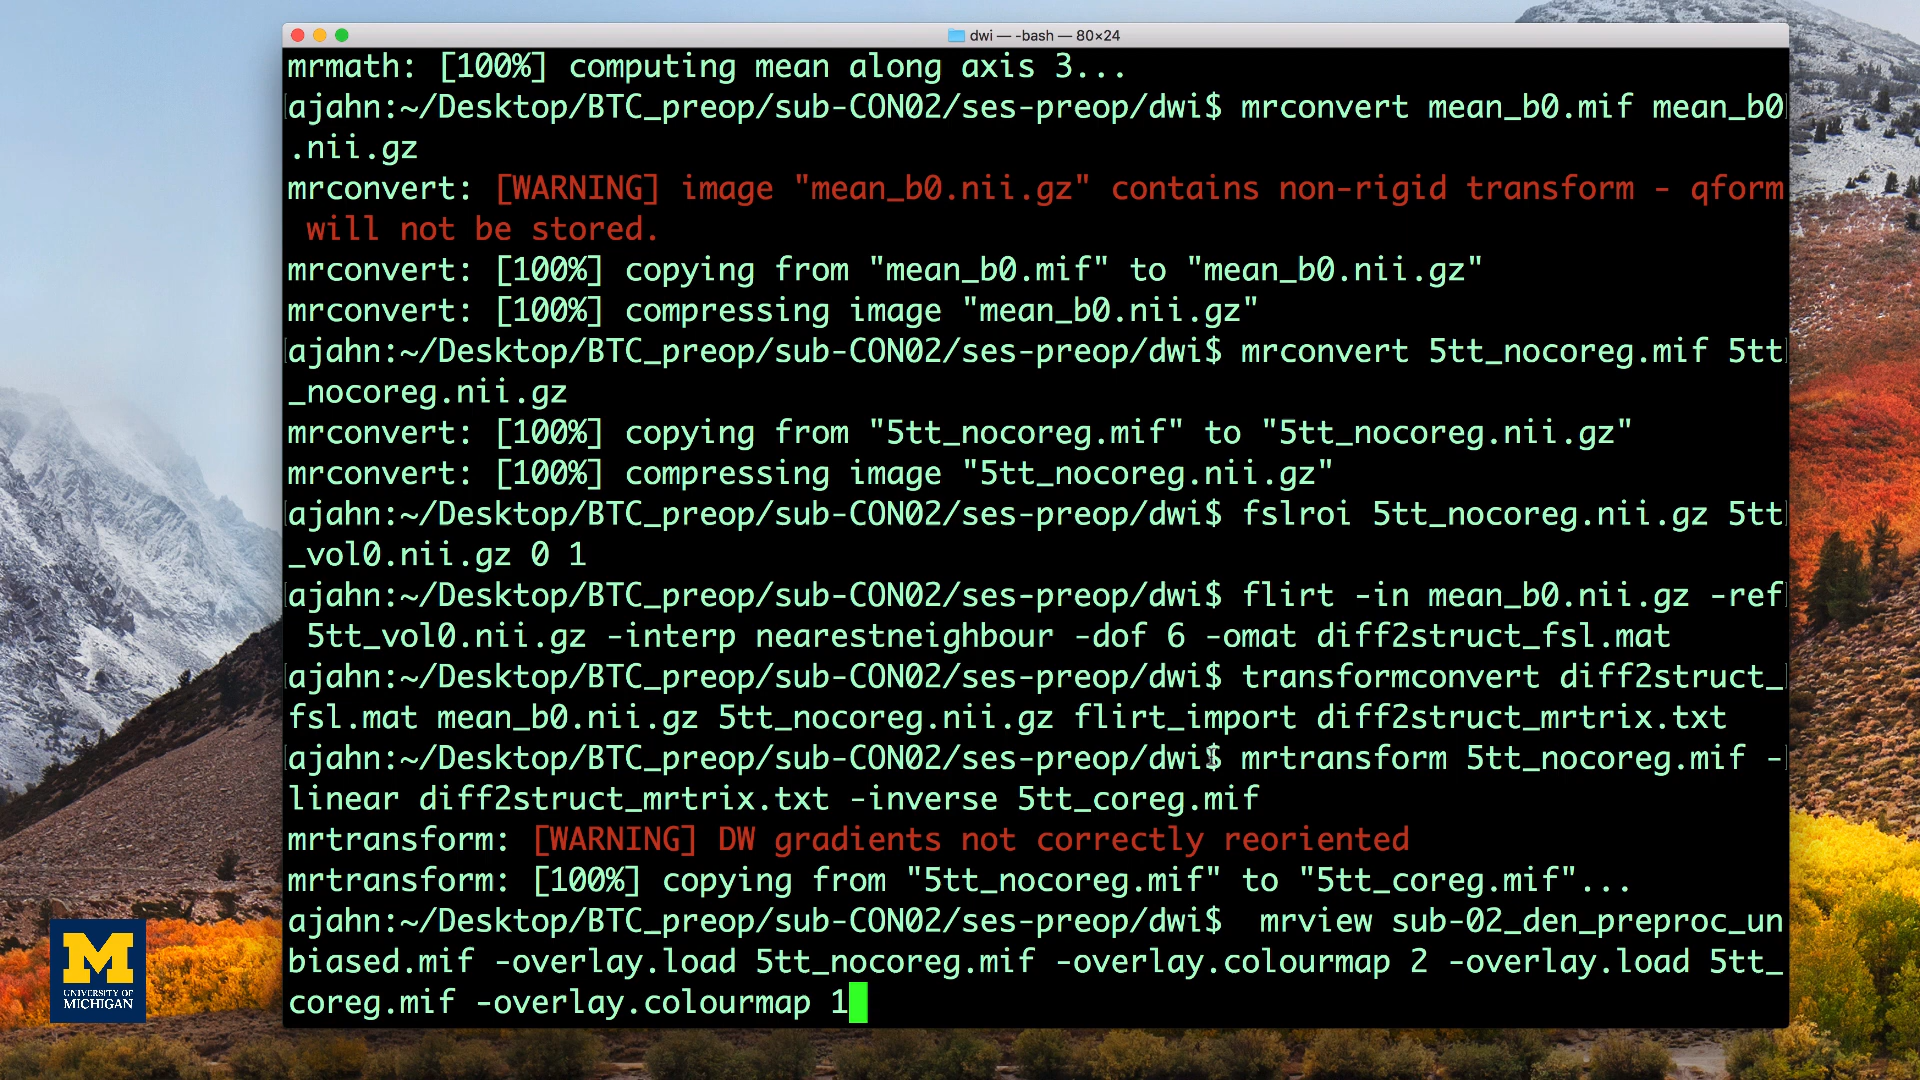 dwi — -bash — 80×24
mrmath: [100%] computing mean along axis 3...
ajahn:~/Desktop/BTC_preop/sub-CON02/ses-preop/dwi$ mrconvert mean_b0.mif mean_b0
.nii.gz
mrconvert: [WARNING] image "mean_b0.nii.gz" contains non-rigid transform - qform
 will not be stored.
mrconvert: [100%] copying from "mean_b0.mif" to "mean_b0.nii.gz"
mrconvert: [100%] compressing image "mean_b0.nii.gz"
ajahn:~/Desktop/BTC_preop/sub-CON02/ses-preop/dwi$ mrconvert 5tt_nocoreg.mif 5tt
_nocoreg.nii.gz
mrconvert: [100%] copying from "5tt_nocoreg.mif" to "5tt_nocoreg.nii.gz"
mrconvert: [100%] compressing image "5tt_nocoreg.nii.gz"
ajahn:~/Desktop/BTC_preop/sub-CON02/ses-preop/dwi$ fslroi 5tt_nocoreg.nii.gz 5tt
_vol0.nii.gz 0 1
ajahn:~/Desktop/BTC_preop/sub-CON02/ses-preop/dwi$ flirt -in mean_b0.nii.gz -ref
 5tt_vol0.nii.gz -interp nearestneighbour -dof 6 -omat diff2struct_fsl.mat
ajahn:~/Desktop/BTC_preop/sub-CON02/ses-preop/dwi$ transformconvert diff2struct_
fsl.mat mean_b0.nii.gz 5tt_nocoreg.nii.gz flirt_import diff2struct_mrtrix.txt
ajahn:~/Desktop/BTC_preop/sub-CON02/ses-preop/dwi$ mrtransform 5tt_nocoreg.mif -
linear diff2struct_mrtrix.txt -inverse 5tt_coreg.mif
mrtransform: [WARNING] DW gradients not correctly reoriented
mrtransform: [100%] copying from "5tt_nocoreg.mif" to "5tt_coreg.mif"...
ajahn:~/Desktop/BTC_preop/sub-CON02/ses-preop/dwi$  mrview sub-02_den_preproc_un
biased.mif -overlay.load 5tt_nocoreg.mif -overlay.colourmap 2 -overlay.load 5tt_
coreg.mif -overlay.colourmap 1
M
UNIVERSITY OF
MICHIGAN